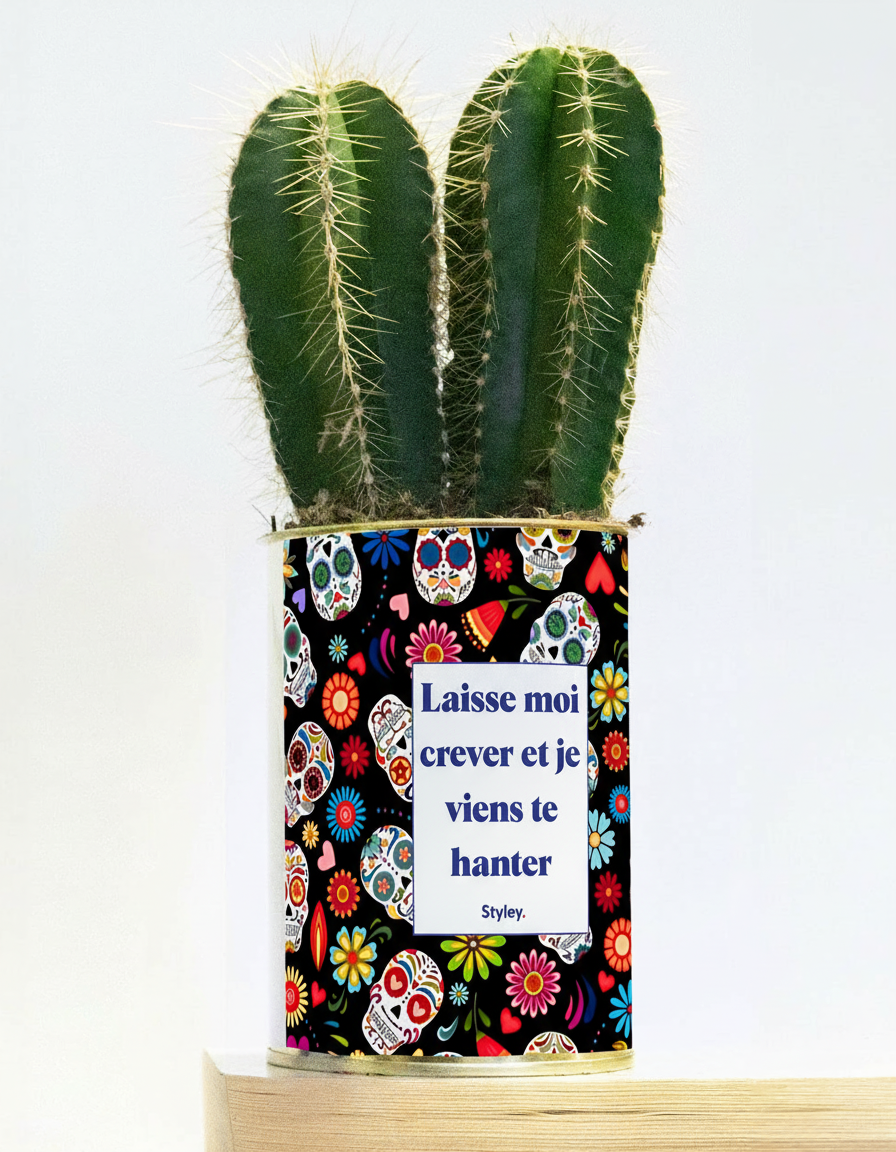 Laisse moi
crever et je
viens te
hanter
Styley.